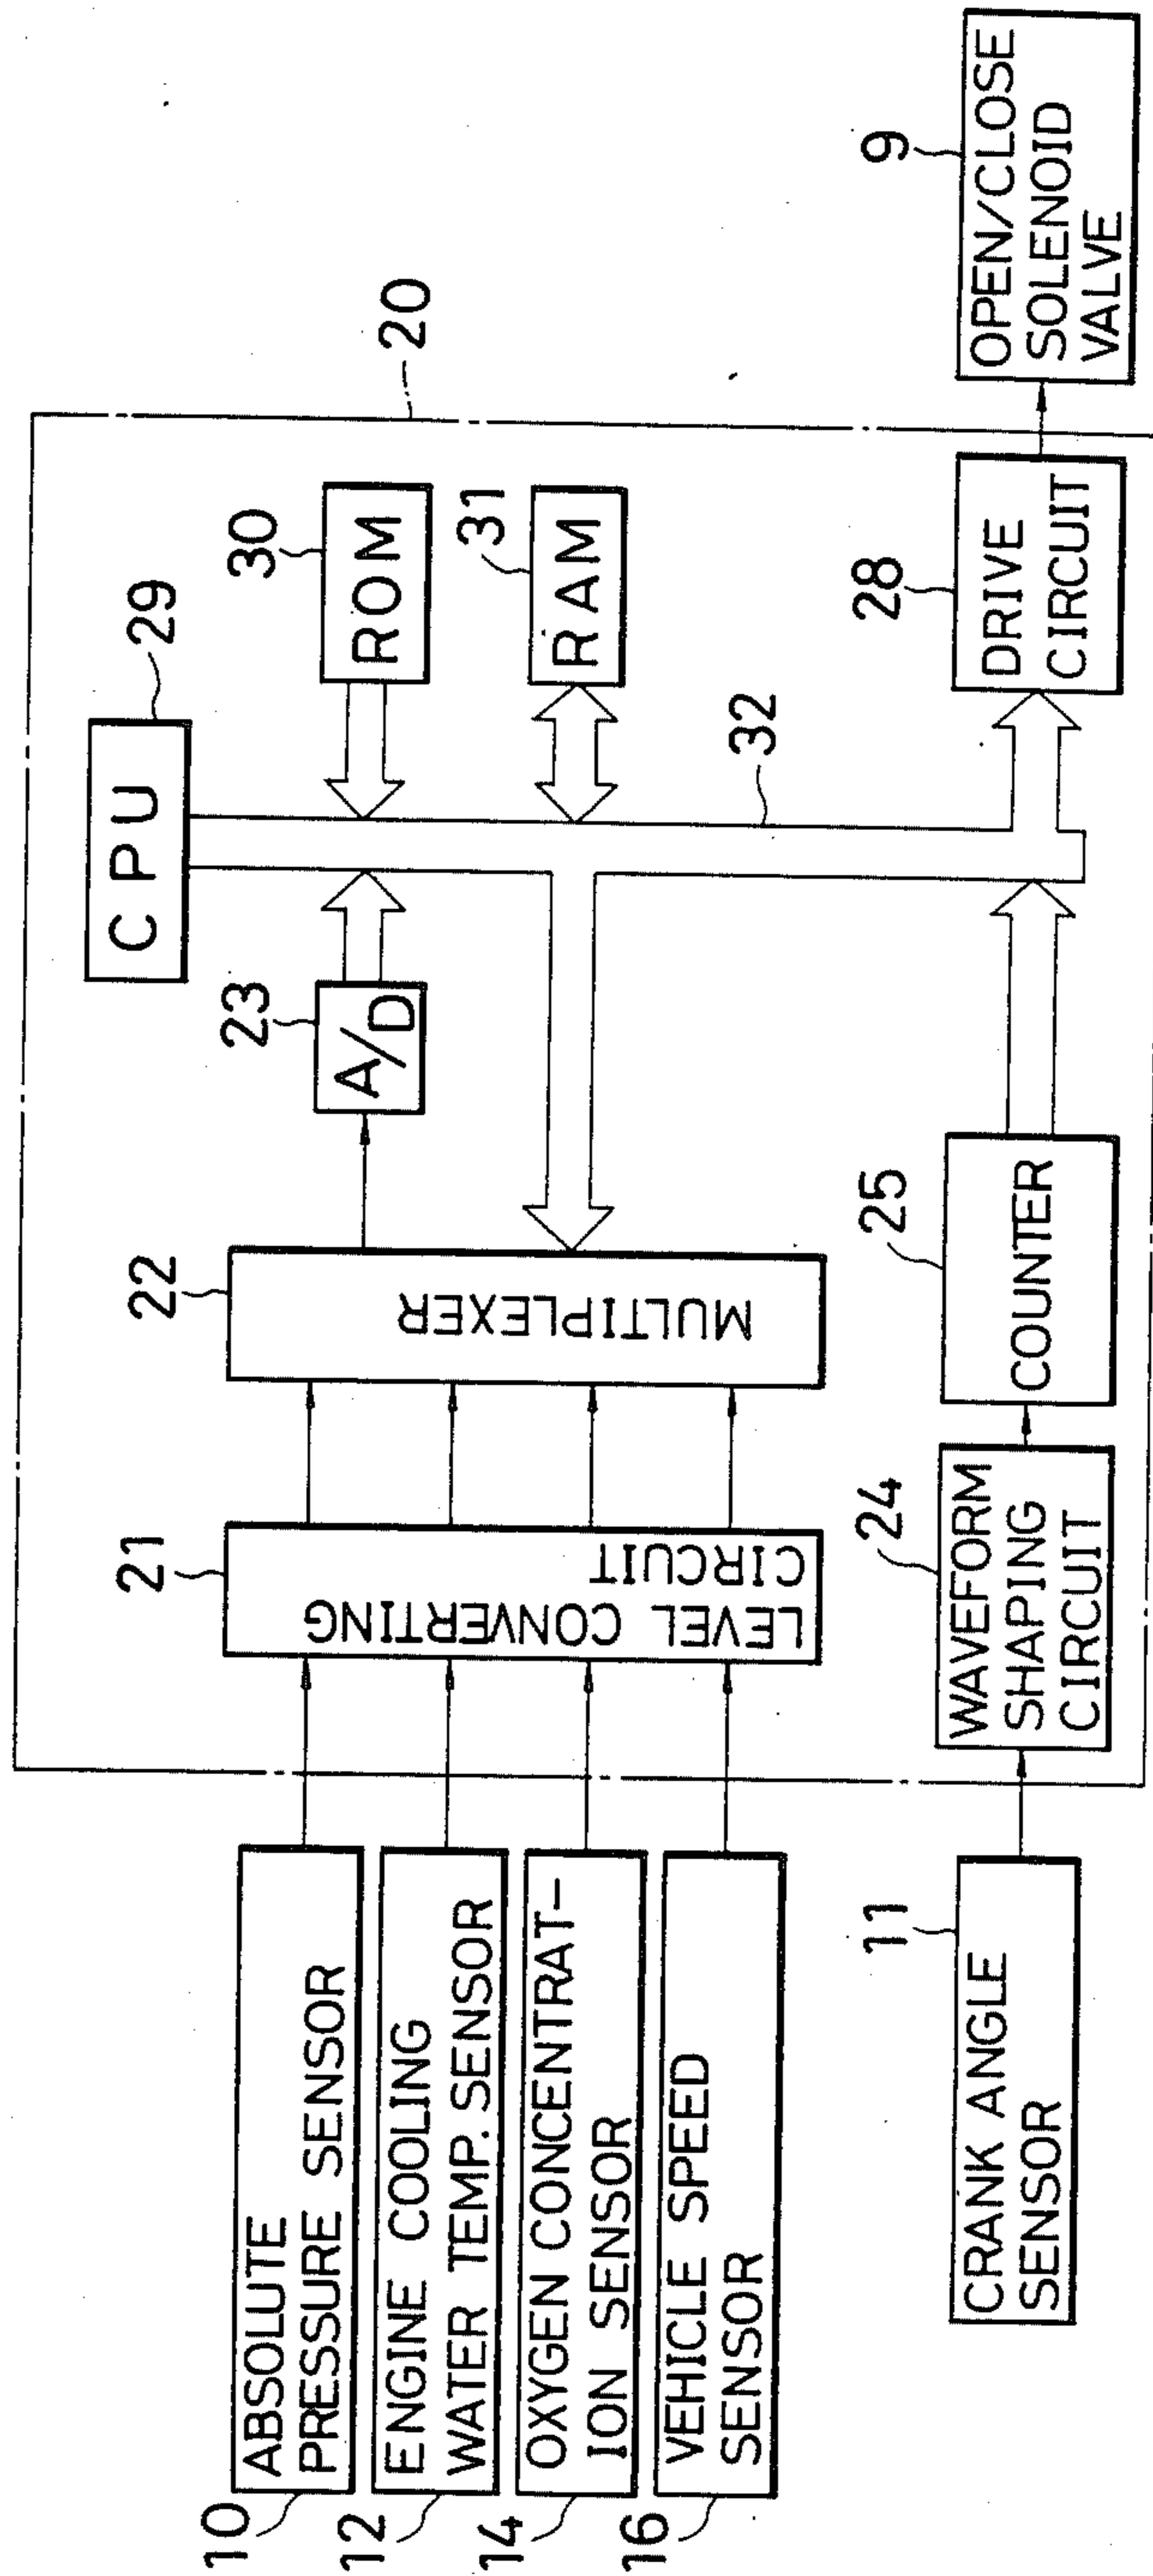 10
ABSOLUTE
PRESSURE SENSOR
12
ENGINE COOLING
WATER TEMP. SENSOR
14
OXYGEN CONCENTRAT-
ION SENSOR
16
VEHICLE SPEED
SENSOR
11
CRANK ANGLE
SENSOR
20
21
LEVEL CONVERTING
CIRCUIT
22
MULTIPLEXER
23
A/D
29
CPU
30
ROM
31
RAM
32
24
WAVEFORM
SHAPING
CIRCUIT
25
COUNTER
28
DRIVE
CIRCUIT
9
OPEN/CLOSE
SOLENOID
VALVE